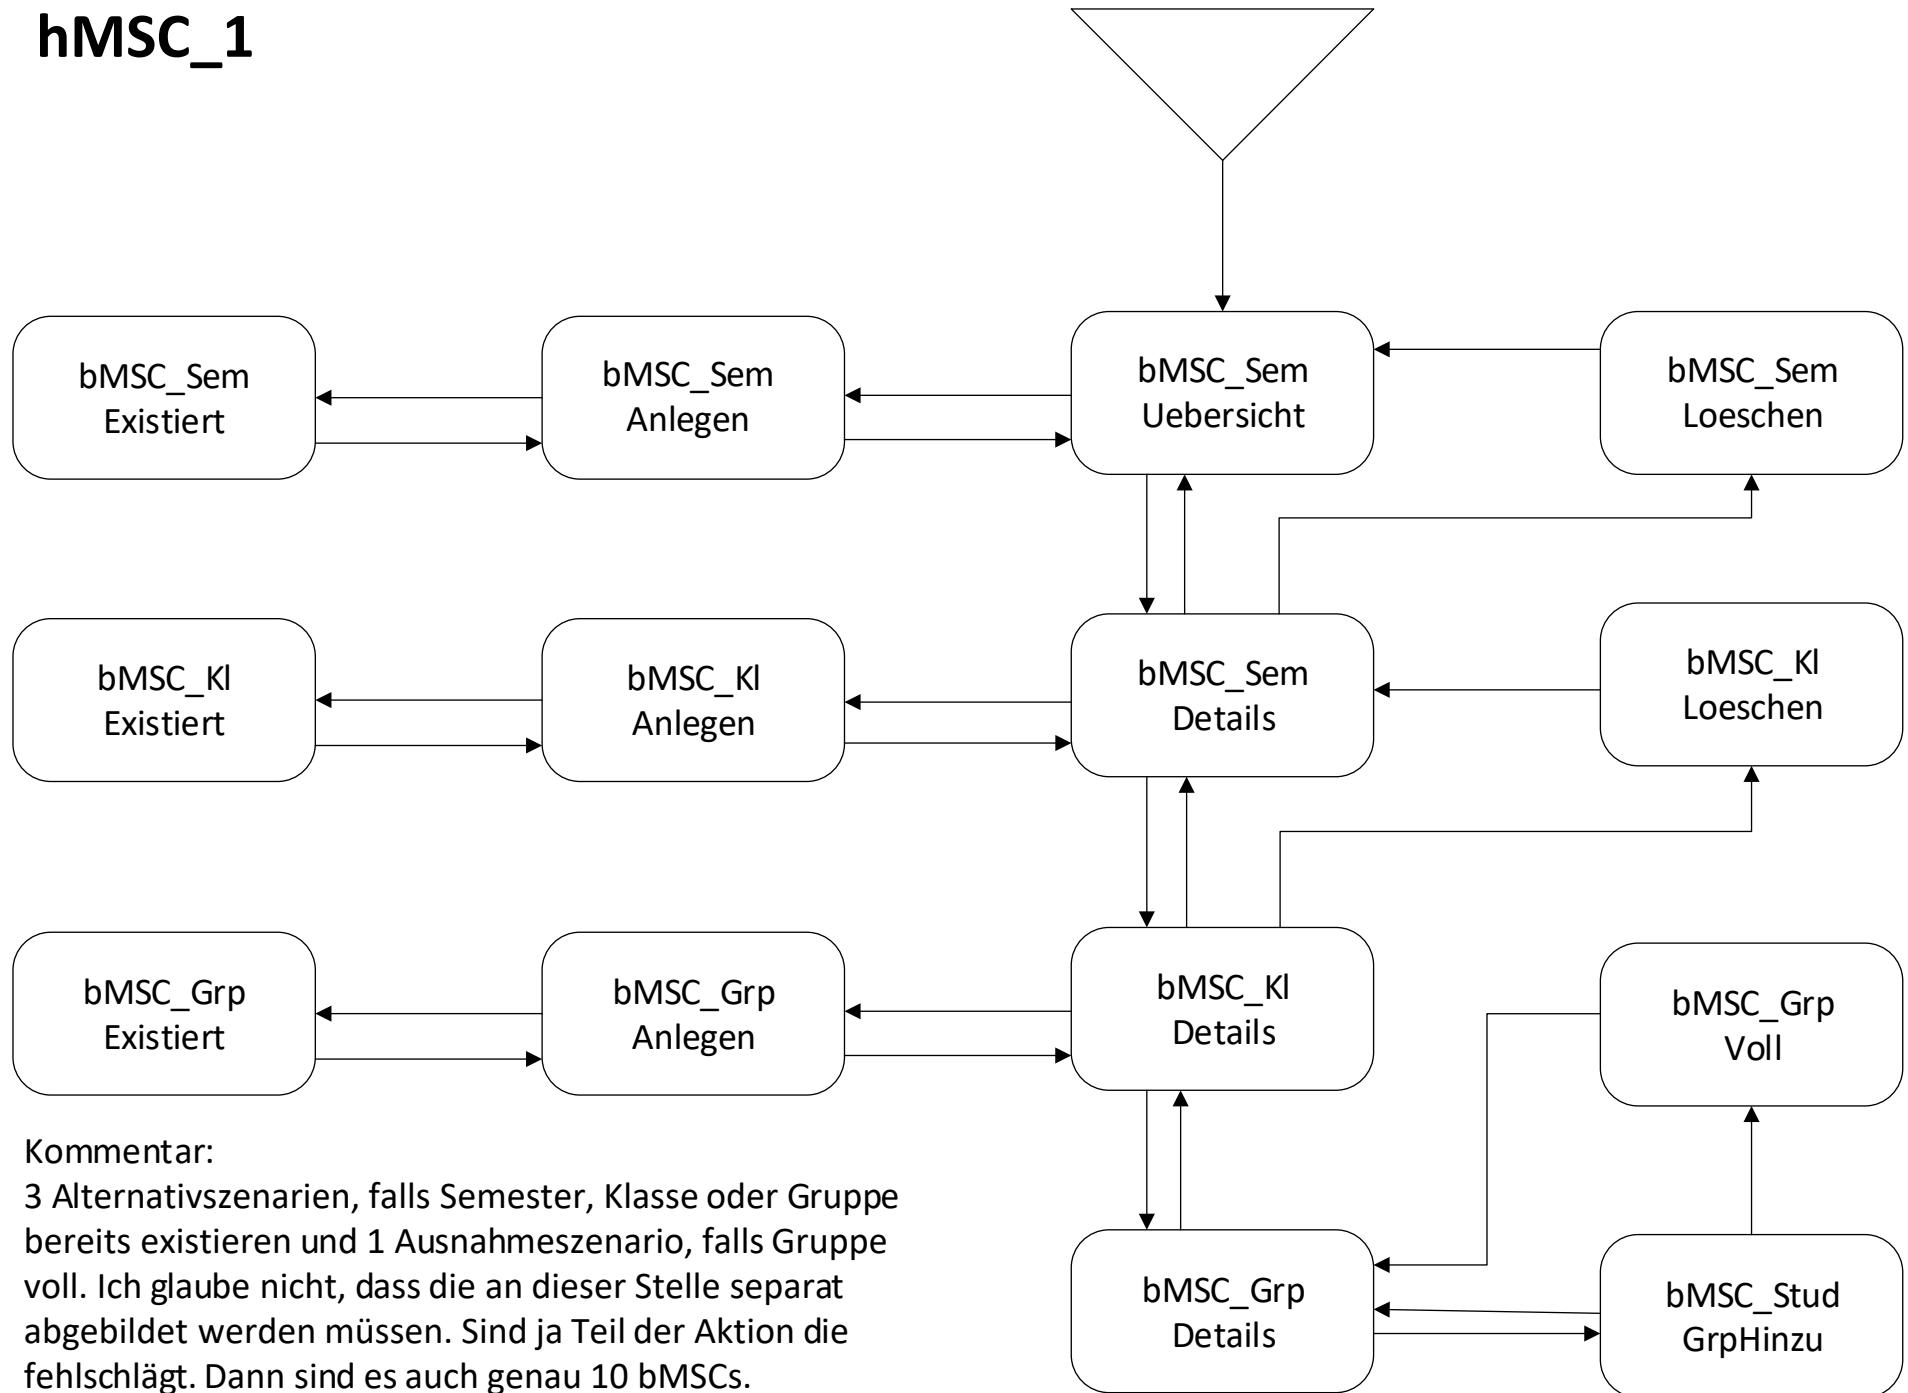 hMSC_1
bMSC_Sem
Existiert
bMSC_Sem
Anlegen
bMSC_Sem
Uebersicht
bMSC_Sem
Loeschen
bMSC_Kl
Existiert
bMSC_Kl
Anlegen
bMSC_Sem
Details
bMSC_Kl
Loeschen
bMSC_Grp
Existiert
bMSC_Grp
Anlegen
bMSC_Kl
Details
bMSC_Grp
Voll
Kommentar:
3 Alternativszenarien, falls Semester, Klasse oder Gruppe
bereits existieren und 1 Ausnahmeszenario, falls Gruppe
voll. Ich glaube nicht, dass die an dieser Stelle separat
abgebildet werden müssen. Sind ja Teil der Aktion die
fehlschlägt. Dann sind es auch genau 10 bMSCs.
bMSC_Grp
Details
bMSC_Stud
GrpHinzu